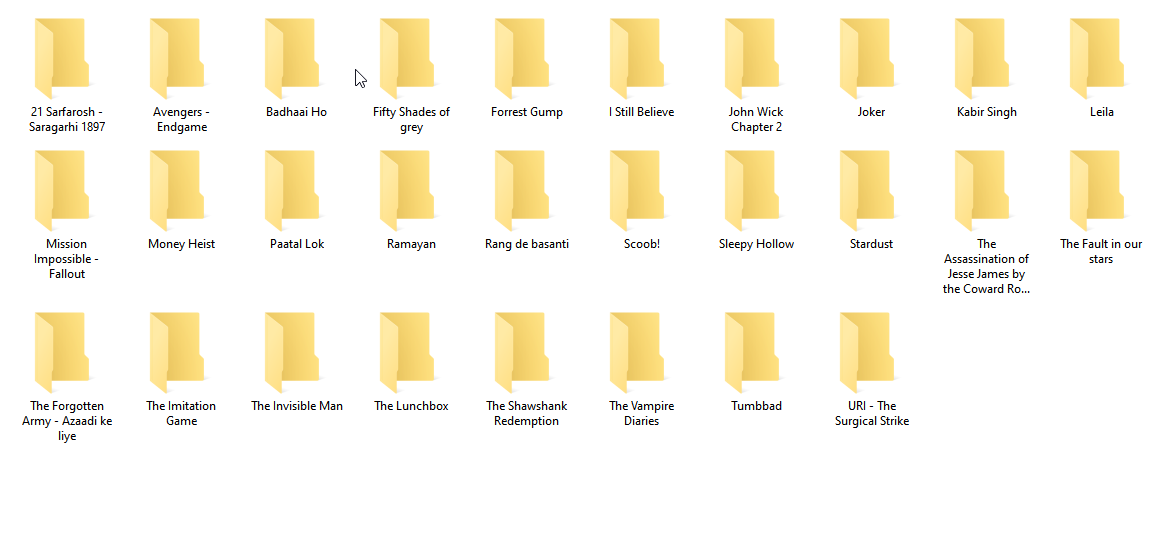 21 Sarfarosh -
Saragarhi 1897
Avengers -
Endgame
Badhaai Ho
Fifty Shades of
grey
Forrest Gump
I Still Believe
John Wick
Chapter 2
Joker
Kabir Singh
Leila
Mission
Impossible -
Fallout
Money Heist
Paatal Lok
Ramayan
Rang de basanti
Scoob!
Sleepy Hollow
Stardust
The
Assassination of
Jesse James by
the Coward Ro...
The Fault in our
stars
The Forgotten
Army - Azaadi ke
liye
The Imitation
Game
The Invisible Man
The Lunchbox
The Shawshank
Redemption
The Vampire
Diaries
Tumbbad
URI - The
Surgical Strike